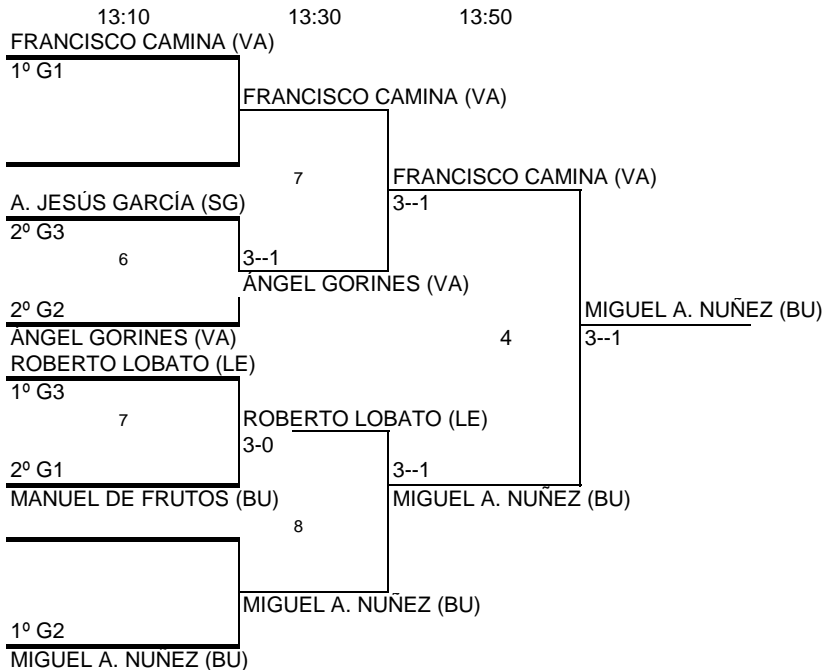 13:10 13:30 13:50
FRANCISCO CAMINA (VA)
1º G1
FRANCISCO CAMINA (VA)
7
FRANCISCO CAMINA (VA)
3--1
A. JESÚS GARCÍA (SG)
2º G3
6
3--1
ÁNGEL GORINES (VA)
2º G2
ÁNGEL GORINES (VA)
MIGUEL A. NUÑEZ (BU)
4
3--1
ROBERTO LOBATO (LE)
1º G3
7
ROBERTO LOBATO (LE)
3-0
2º G1
MANUEL DE FRUTOS (BU)
3--1
MIGUEL A. NUÑEZ (BU)
8
MIGUEL A. NUÑEZ (BU)
1º G2
MIGUEL A. NUÑEZ (BU)